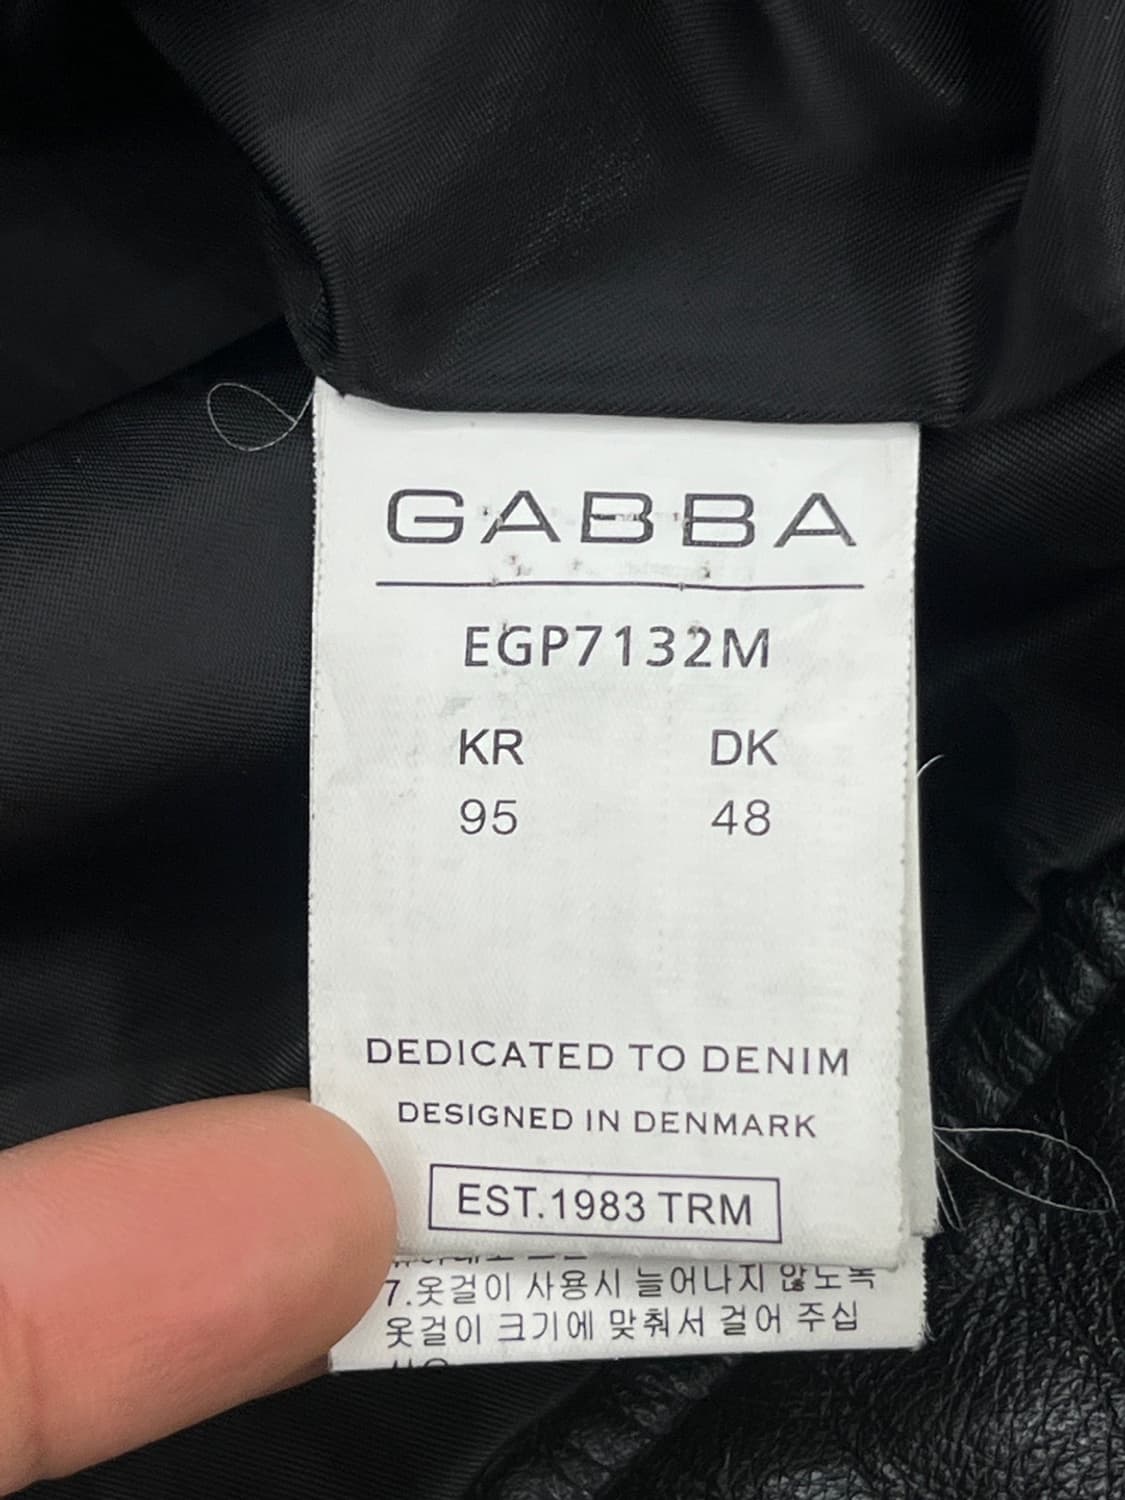 GABBA
EGP7132M
KR DK
95 48
DEDICATED TO DENIM
DESIGNED IN DENMARK
EST.1983 TRM
7.옷걸이 사용시 늘어나지 않도록
옷걸이 크기에 맞춰서 걸어 주십